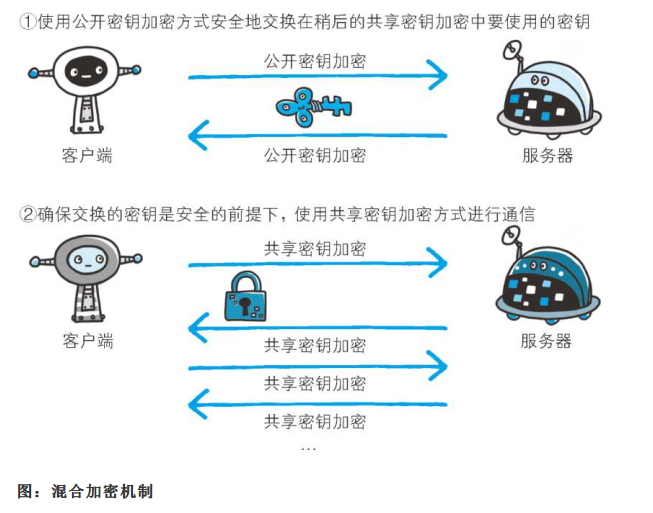 ①使用公开密钥加密方式安全地交换在稍后的共享密钥加密中要使用的密钥
公开密钥加密
公开密钥加密
客户端
服务器
②确保交换的密钥是安全的前提下，使用共享密钥加密方式进行通信
共享密钥加密
共享密钥加密
客户端
服务器
共享密钥加密
共享密钥加密
…
图：混合加密机制